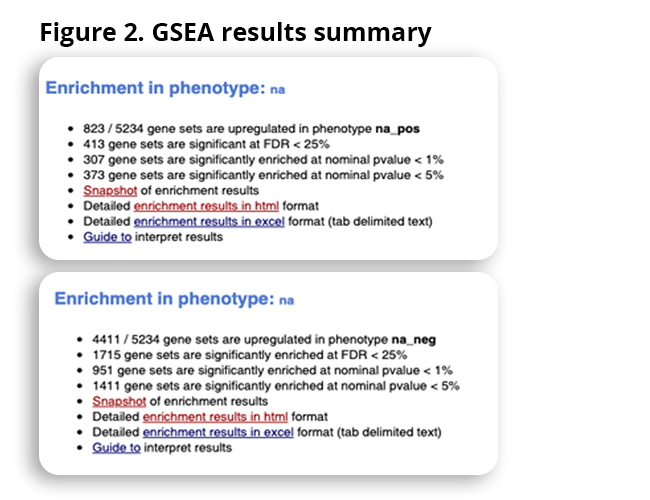 Figure 2. GSEA results summary
Enrichment in phenotype: na
• 823 / 5234 gene sets are upregulated in phenotype na_pos
• 413 gene sets are significant at FDR < 25%
• 307 gene sets are significantly enriched at nominal pvalue < 1%
• 373 gene sets are significantly enriched at nominal pvalue < 5%
• Snapshot of enrichment results
• Detailed enrichment results in html format
• Detailed enrichment results in excel format (tab delimited text)
• Guide to interpret results
Enrichment in phenotype: na
• 4411 / 5234 gene sets are upregulated in phenotype na_neg
• 1715 gene sets are significantly enriched at FDR < 25%
• 951 gene sets are significantly enriched at nominal pvalue < 1%
• 1411 gene sets are significantly enriched at nominal pvalue < 5%
• Snapshot of enrichment results
• Detailed enrichment results in html format
• Detailed enrichment results in excel format (tab delimited text)
• Guide to interpret results